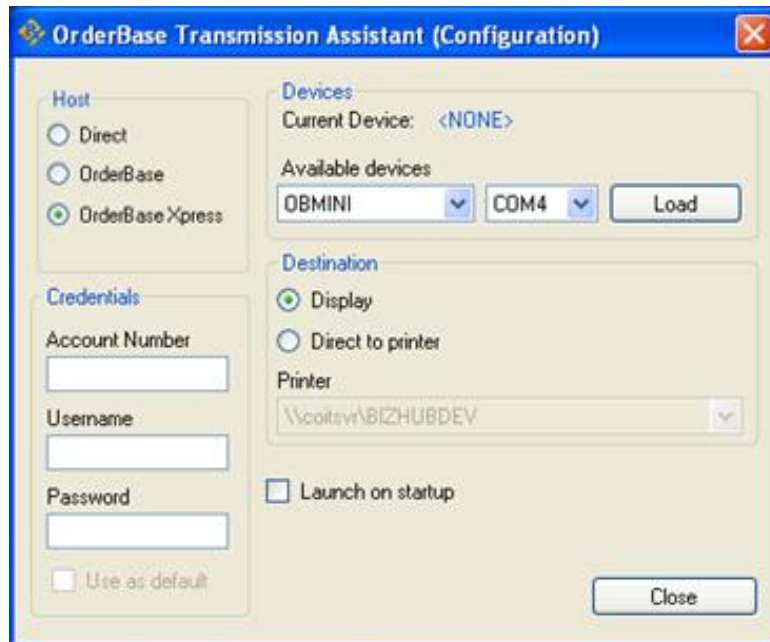 OrderBase Transmission Assistant (Configuration)
Host
Direct
OrderBase
OrderBase Xpress
Credentials
Account Number
Username
Password
Use as default
Devices
Current Device: <NONE>
Available devices
OBMINI COM4 Load
Destination
Display
Direct to printer
Printer
\\coitsvr\BIZHUBDEV
Launch on startup
Close